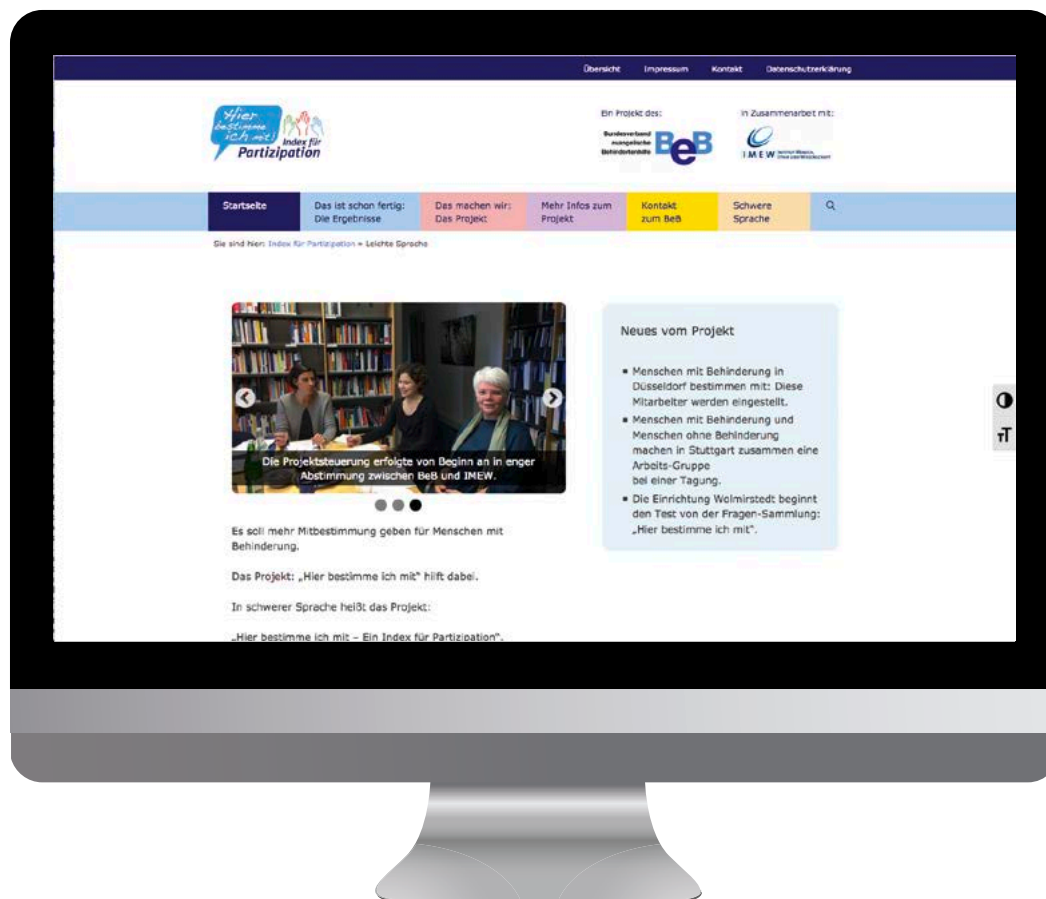 Übersicht Impressum Kontakt Datenschutzerklärung
Hier
bestimme
ich mit!
Index für
Partizipation
Ein Projekt des:
Bundesverband
evangelische
Behindertenhilfe
BeB
In Zusammenarbeit mit:
IMEW
Startseite
Das ist schon fertig:
Die Ergebnisse
Das machen wir:
Das Projekt
Mehr Infos zum
Projekt
Kontakt
zum BeB
Schwere
Sprache
Sie sind hier: Index für Partizipation » Leichte Sprache
Die Projektsteuerung erfolgte von Beginn an in enger
Abstimmung zwischen BeB und IMEW.
Es soll mehr Mitbestimmung geben für Menschen mit
Behinderung.
Das Projekt: „Hier bestimme ich mit“ hilft dabei.
In schwerer Sprache heißt das Projekt:
„Hier bestimme ich mit – Ein Index für Partizipation“.
Neues vom Projekt
Menschen mit Behinderung in
Düsseldorf bestimmen mit: Diese
Mitarbeiter werden eingestellt.
Menschen mit Behinderung und
Menschen ohne Behinderung
machen in Stuttgart zusammen eine
Arbeits-Gruppe
bei einer Tagung.
Die Einrichtung Wolmirstedt beginnt
den Test von der Fragen-Sammlung:
„Hier bestimme ich mit“.
TT